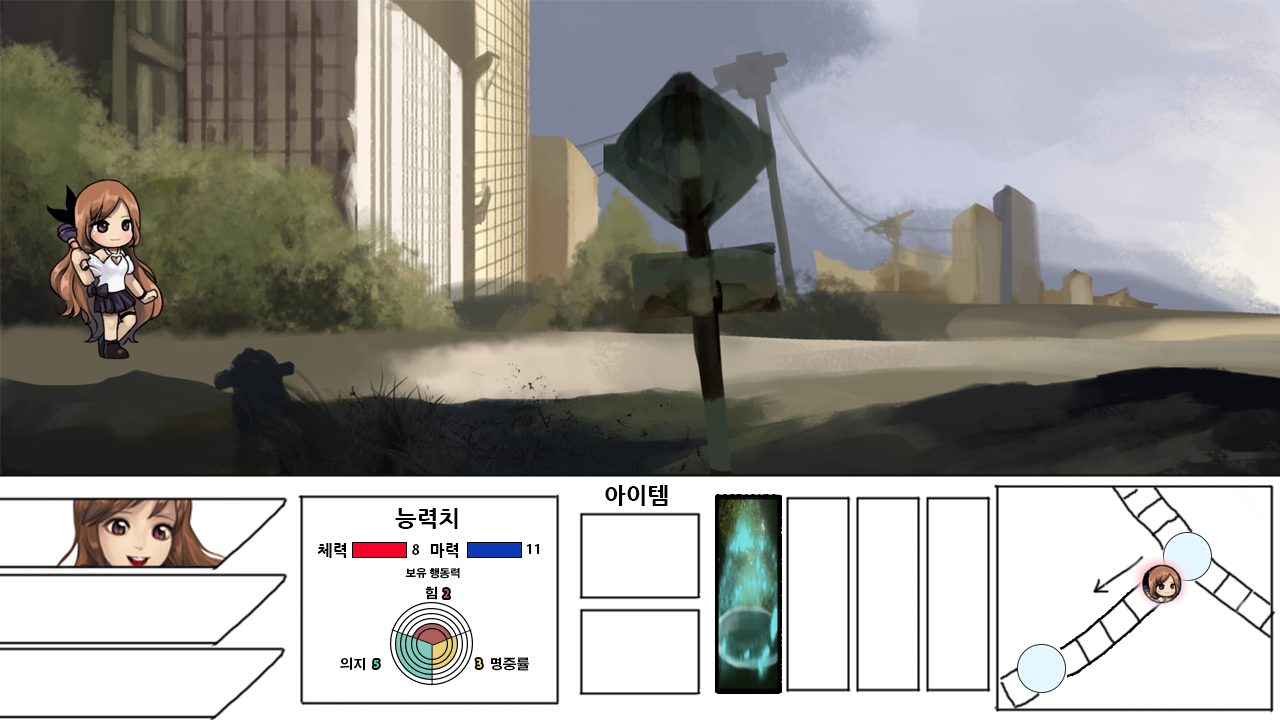 능력치
체력 8 마력 11
보유 행동력
힘 2
의지 5
3 명중률
아이템